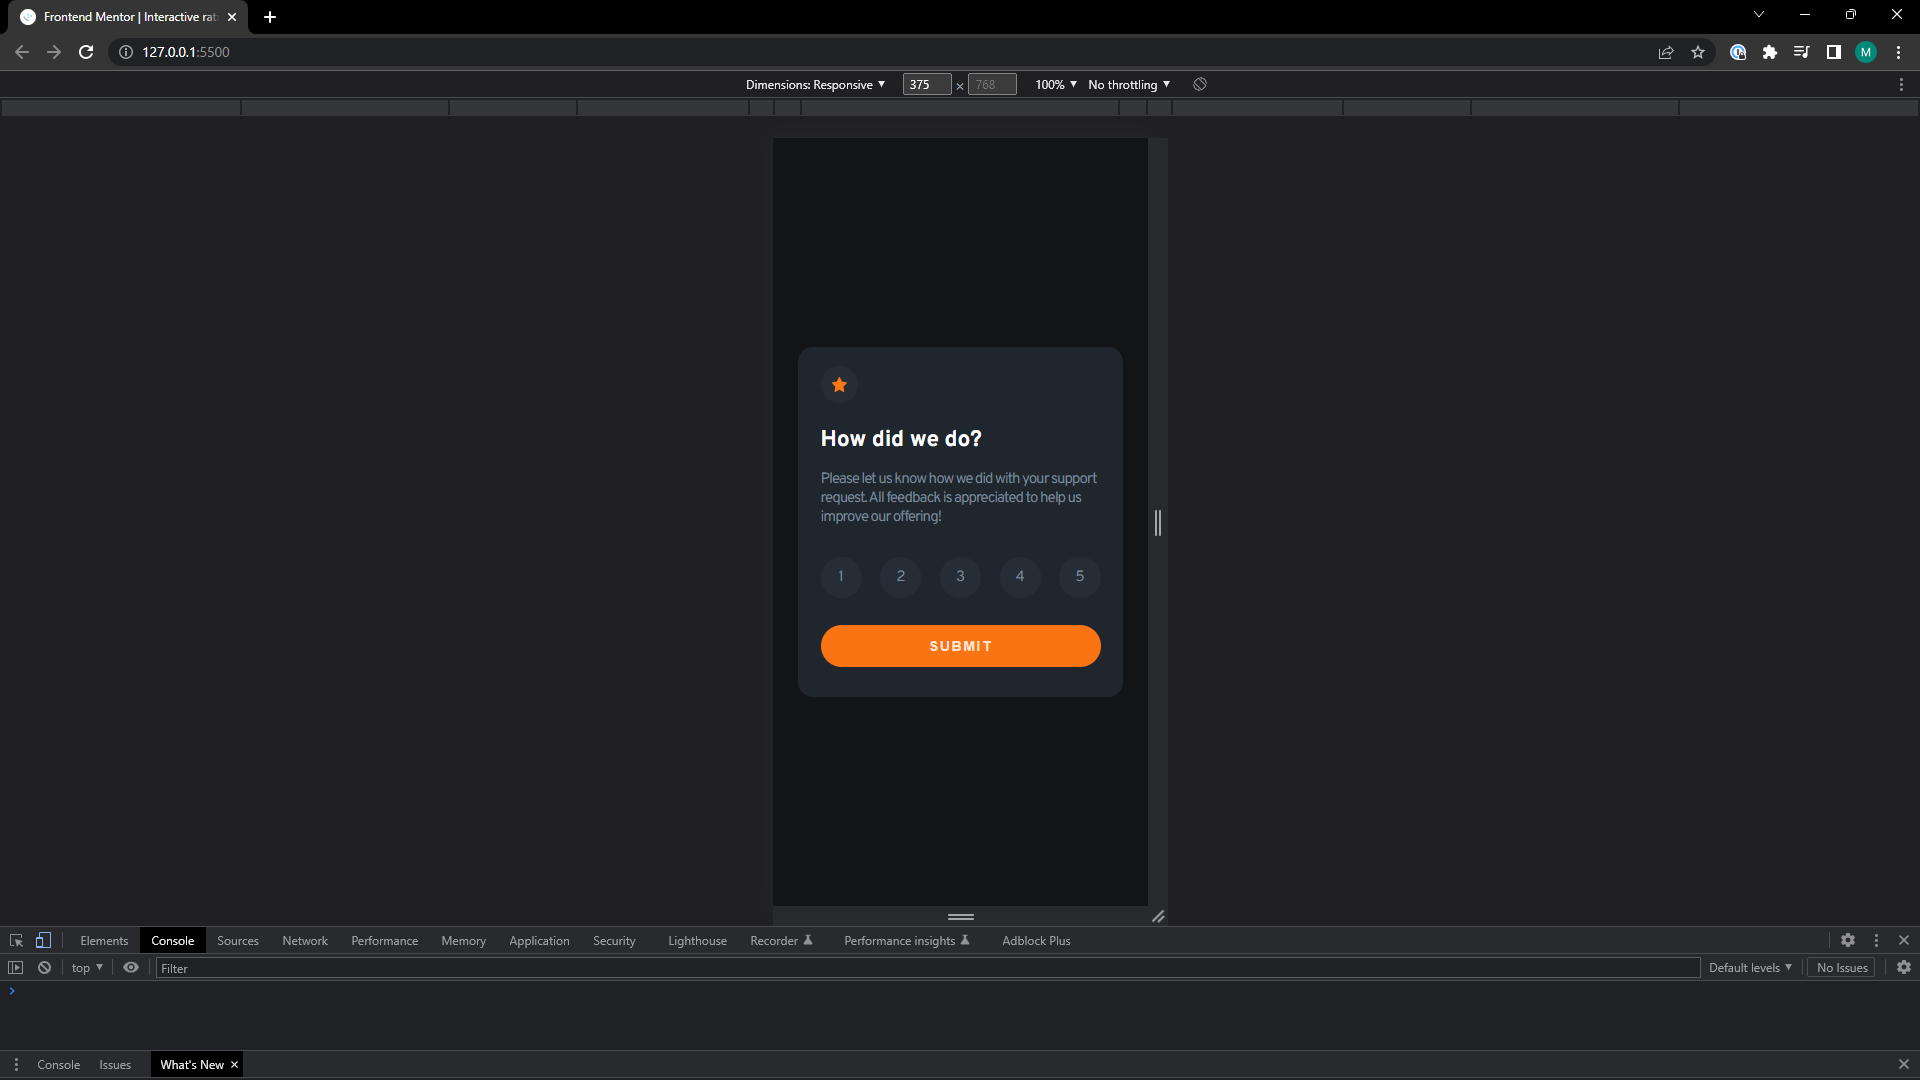 Frontend Mentor | Interactive rat
127.0.0.1:5500
M
Dimensions: Responsive ▼ 375 × 768 100% ▼ No throttling ▼
How did we do?
Please let us know how we did with your support
request. All feedback is appreciated to help us
improve our offering!
1 2 3 4 5
SUBMIT
Elements Console Sources Network Performance Memory Application Security Lighthouse Recorder Performance insights Adblock Plus
top ▼ Filter Default levels ▼ No Issues
Console Issues What's New